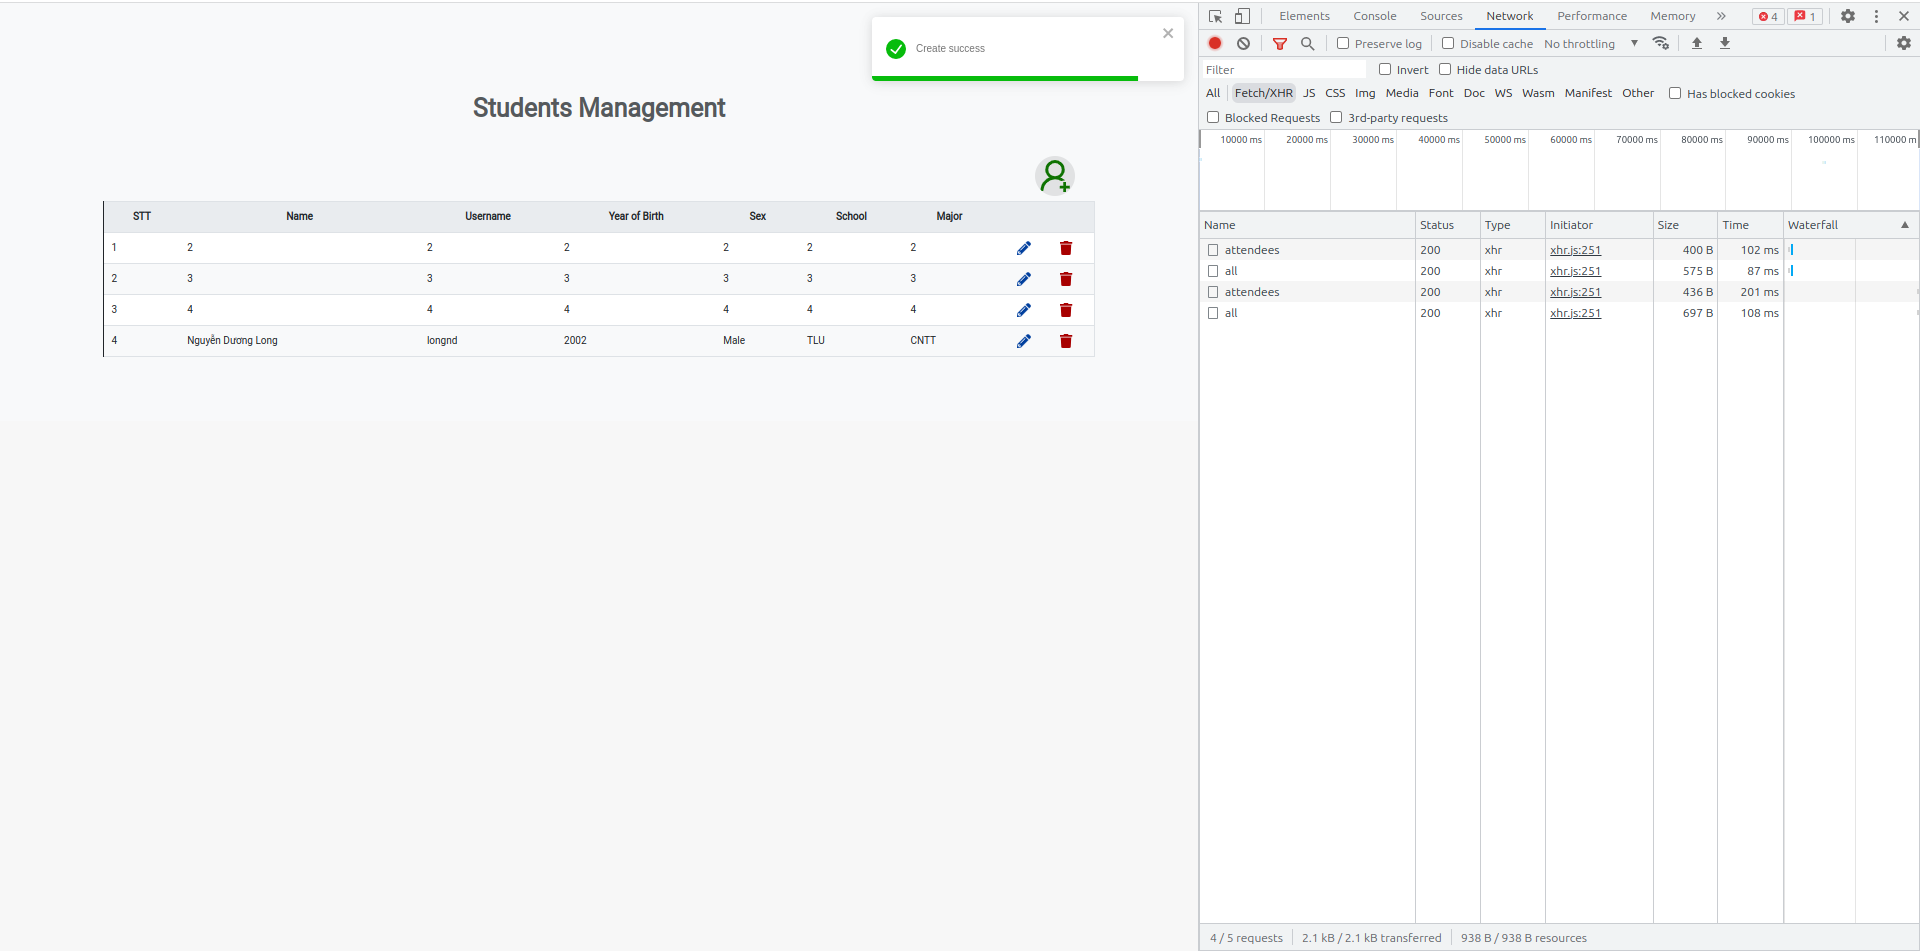 Create success
Students Management
STT Name Username Year of Birth Sex School Major
1 2 2 2 2 2 2
2 3 3 3 3 3 3
3 4 4 4 4 4 4
4 Nguyễn Dương Long longnd 2002 Male TLU CNTT
Elements Console Sources Network Performance Memory 4 1
Preserve log Disable cache No throttling
Filter Invert Hide data URLs
All Fetch/XHR JS CSS Img Media Font Doc WS Wasm Manifest Other Has blocked cookies
Blocked Requests 3rd-party requests
10000 ms 20000 ms 30000 ms 40000 ms 50000 ms 60000 ms 70000 ms 80000 ms 90000 ms 100000 ms 110000 m
Name Status Type Initiator Size Time Waterfall
attendees 200 xhr xhr.js:251 400 B 102 ms
all 200 xhr xhr.js:251 575 B 87 ms
attendees 200 xhr xhr.js:251 436 B 201 ms
all 200 xhr xhr.js:251 697 B 108 ms
4 / 5 requests 2.1 kB / 2.1 kB transferred 938 B / 938 B resources